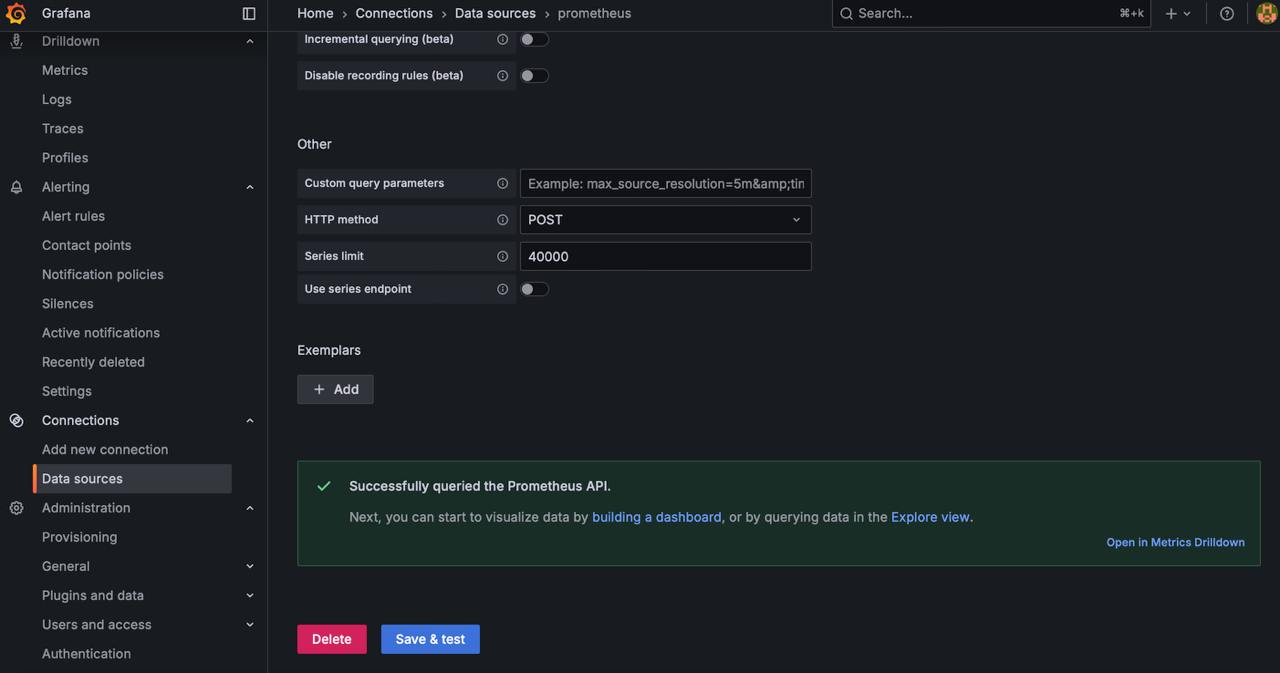 Grafana
Home › Connections › Data sources › prometheus
Search...
⌘+k
Drilldown
Metrics
Logs
Traces
Profiles
Alerting
Alert rules
Contact points
Notification policies
Silences
Active notifications
Recently deleted
Settings
Connections
Add new connection
Data sources
Administration
Provisioning
General
Plugins and data
Users and access
Authentication
Incremental querying (beta)
Disable recording rules (beta)
Other
Custom query parameters
Example: max_source_resolution=5m&amp;tin
HTTP method
POST
Series limit
40000
Use series endpoint
Exemplars
+ Add
Successfully queried the Prometheus API.
Next, you can start to visualize data by building a dashboard, or by querying data in the Explore view.
Open in Metrics Drilldown
Delete
Save & test